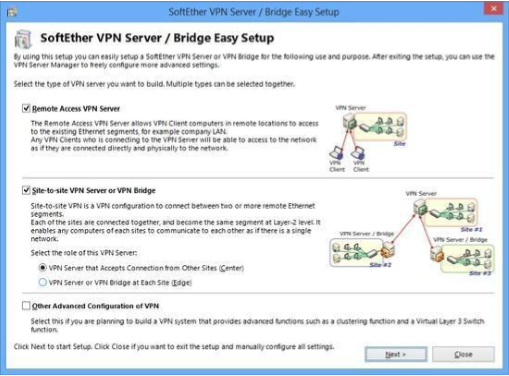 SoftEther VPN Server / Bridge Easy Setup
SoftEther VPN Server / Bridge Easy Setup
By using this setup you can easily setup a SoftEther VPN Server or VPN Bridge for the following use and purpose. After exiting the setup, you can use the
VPN Server Manager to freely configure more advanced settings.
Select the type of VPN server you want to build. Multiple types can be selected together.
Remote Access VPN Server
The Remote Access VPN Server allows VPN Client computers in remote locations to access
to the existing Ethernet segments, for example company LAN.
Any VPN Clients who is connecting to the VPN Server will be able to access to the network
as if they are connected directly and physically to the network.
VPN Server
Site
VPN Client
VPN Client
Site-to-site VPN Server or VPN Bridge
Site-to-site VPN is a VPN configuration to connect between two or more remote Ethernet
segments.
Each of the sites are connected together, and become the same segment at Layer-2 level. It
enables any computers of each sites to communicate to each other as if there is a single
network.
Select the role of this VPN Server:
VPN Server that Accepts Connection from Other Sites (Center)
VPN Server or VPN Bridge at Each Site (Edge)
VPN Server
Site #1
VPN Server / Bridge
VPN Server / Bridge
Site #2
Site #3
Other Advanced Configuration of VPN
Select this if you are planning to build a VPN system that provides advanced functions such as a clustering function and a Virtual Layer 3 Switch
function.
Click Next to start Setup. Click Close if you want to exit the setup and manually configure all settings.
Next >
Close